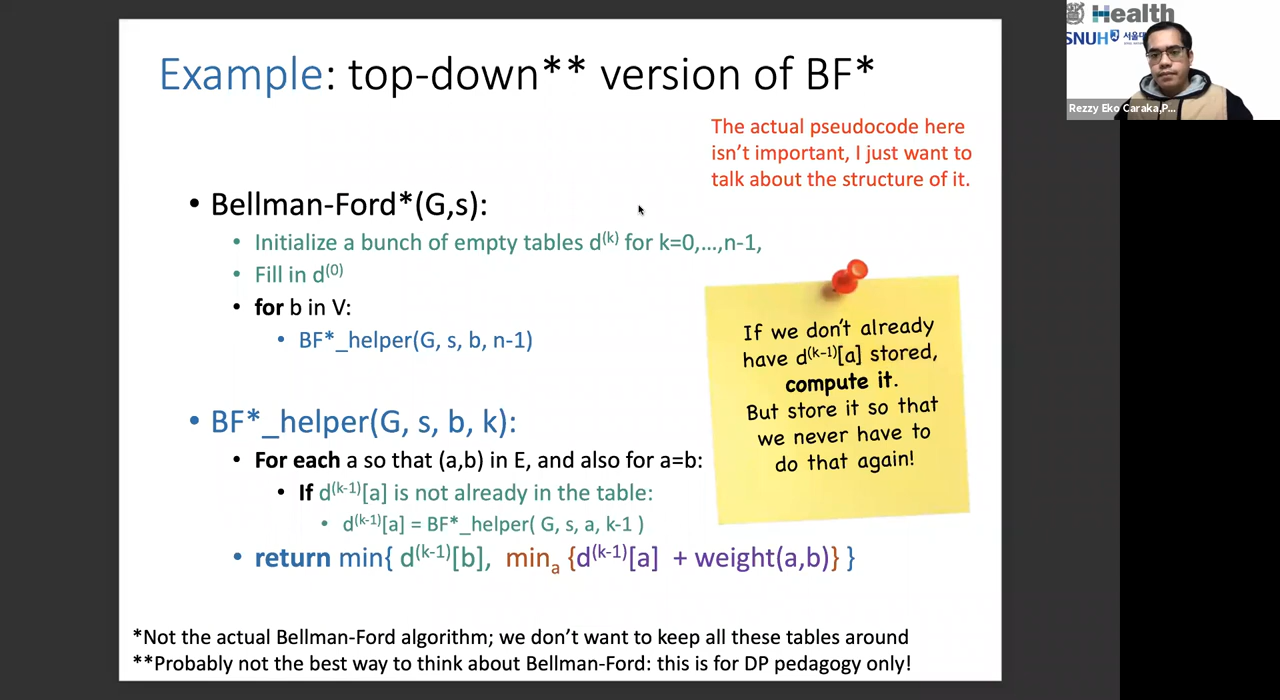 Example: top-down** version of BF*
The actual pseudocode here
isn't important, I just want to
talk about the structure of it.
• Bellman-Ford*(G,s):
• Initialize a bunch of empty tables d(k) for k=0,...,n-1,
• Fill in d(0)
• for b in V:
• BF*_helper(G, s, b, n-1)
If we don't already
have d(k-1)[a] stored,
compute it.
But store it so that
we never have to
do that again!
• BF*_helper(G, s, b, k):
• For each a so that (a,b) in E, and also for a=b:
• If d(k-1)[a] is not already in the table:
• d(k-1)[a] = BF*_helper( G, s, a, k-1 )
• return min{ d(k-1)[b], mina {d(k-1)[a] + weight(a,b)} }
*Not the actual Bellman-Ford algorithm; we don't want to keep all these tables around
**Probably not the best way to think about Bellman-Ford: this is for DP pedagogy only!
Health
SNUH
Rezzy Eko Caraka,P...